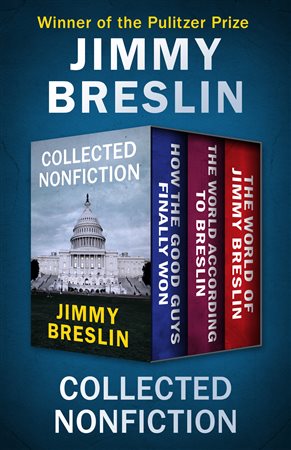 Winner of the Pulitzer Prize
JIMMY
BRESLIN
COLLECTED
NONFICTION
JIMMY
BRESLIN
HOW THE GOOD GUYS
FINALLY WON
THE WORLD ACCORDING
TO BRESLIN
THE WORLD OF
JIMMY BRESLIN
COLLECTED
NONFICTION